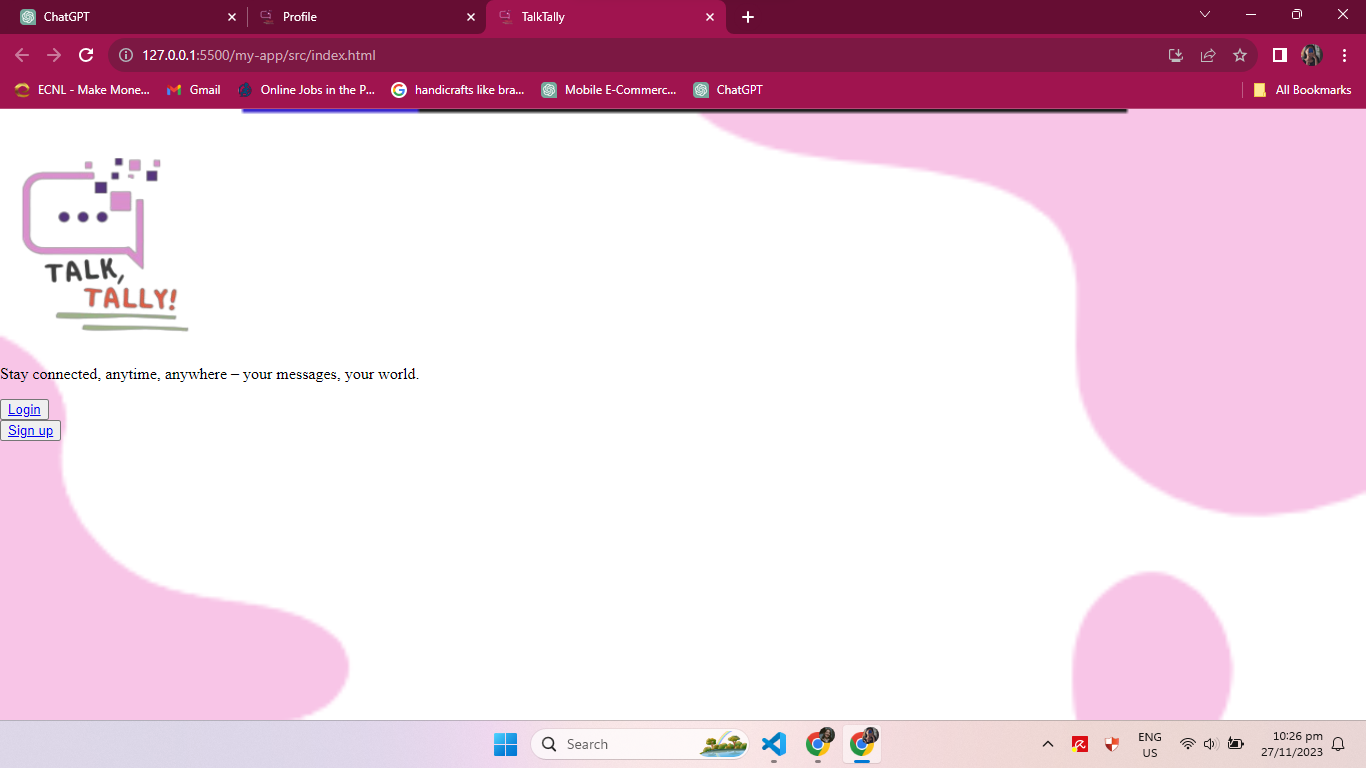 ChatGPT
Profile
TalkTally
127.0.0.1:5500/my-app/src/index.html
ECNL - Make Mone...
Gmail
Online Jobs in the P...
handicrafts like bra...
Mobile E-Commerc...
ChatGPT
All Bookmarks
TALK,
TALLY!
Stay connected, anytime, anywhere – your messages, your world.
Login
Sign up
Search
ENG
US
10:26 pm
27/11/2023